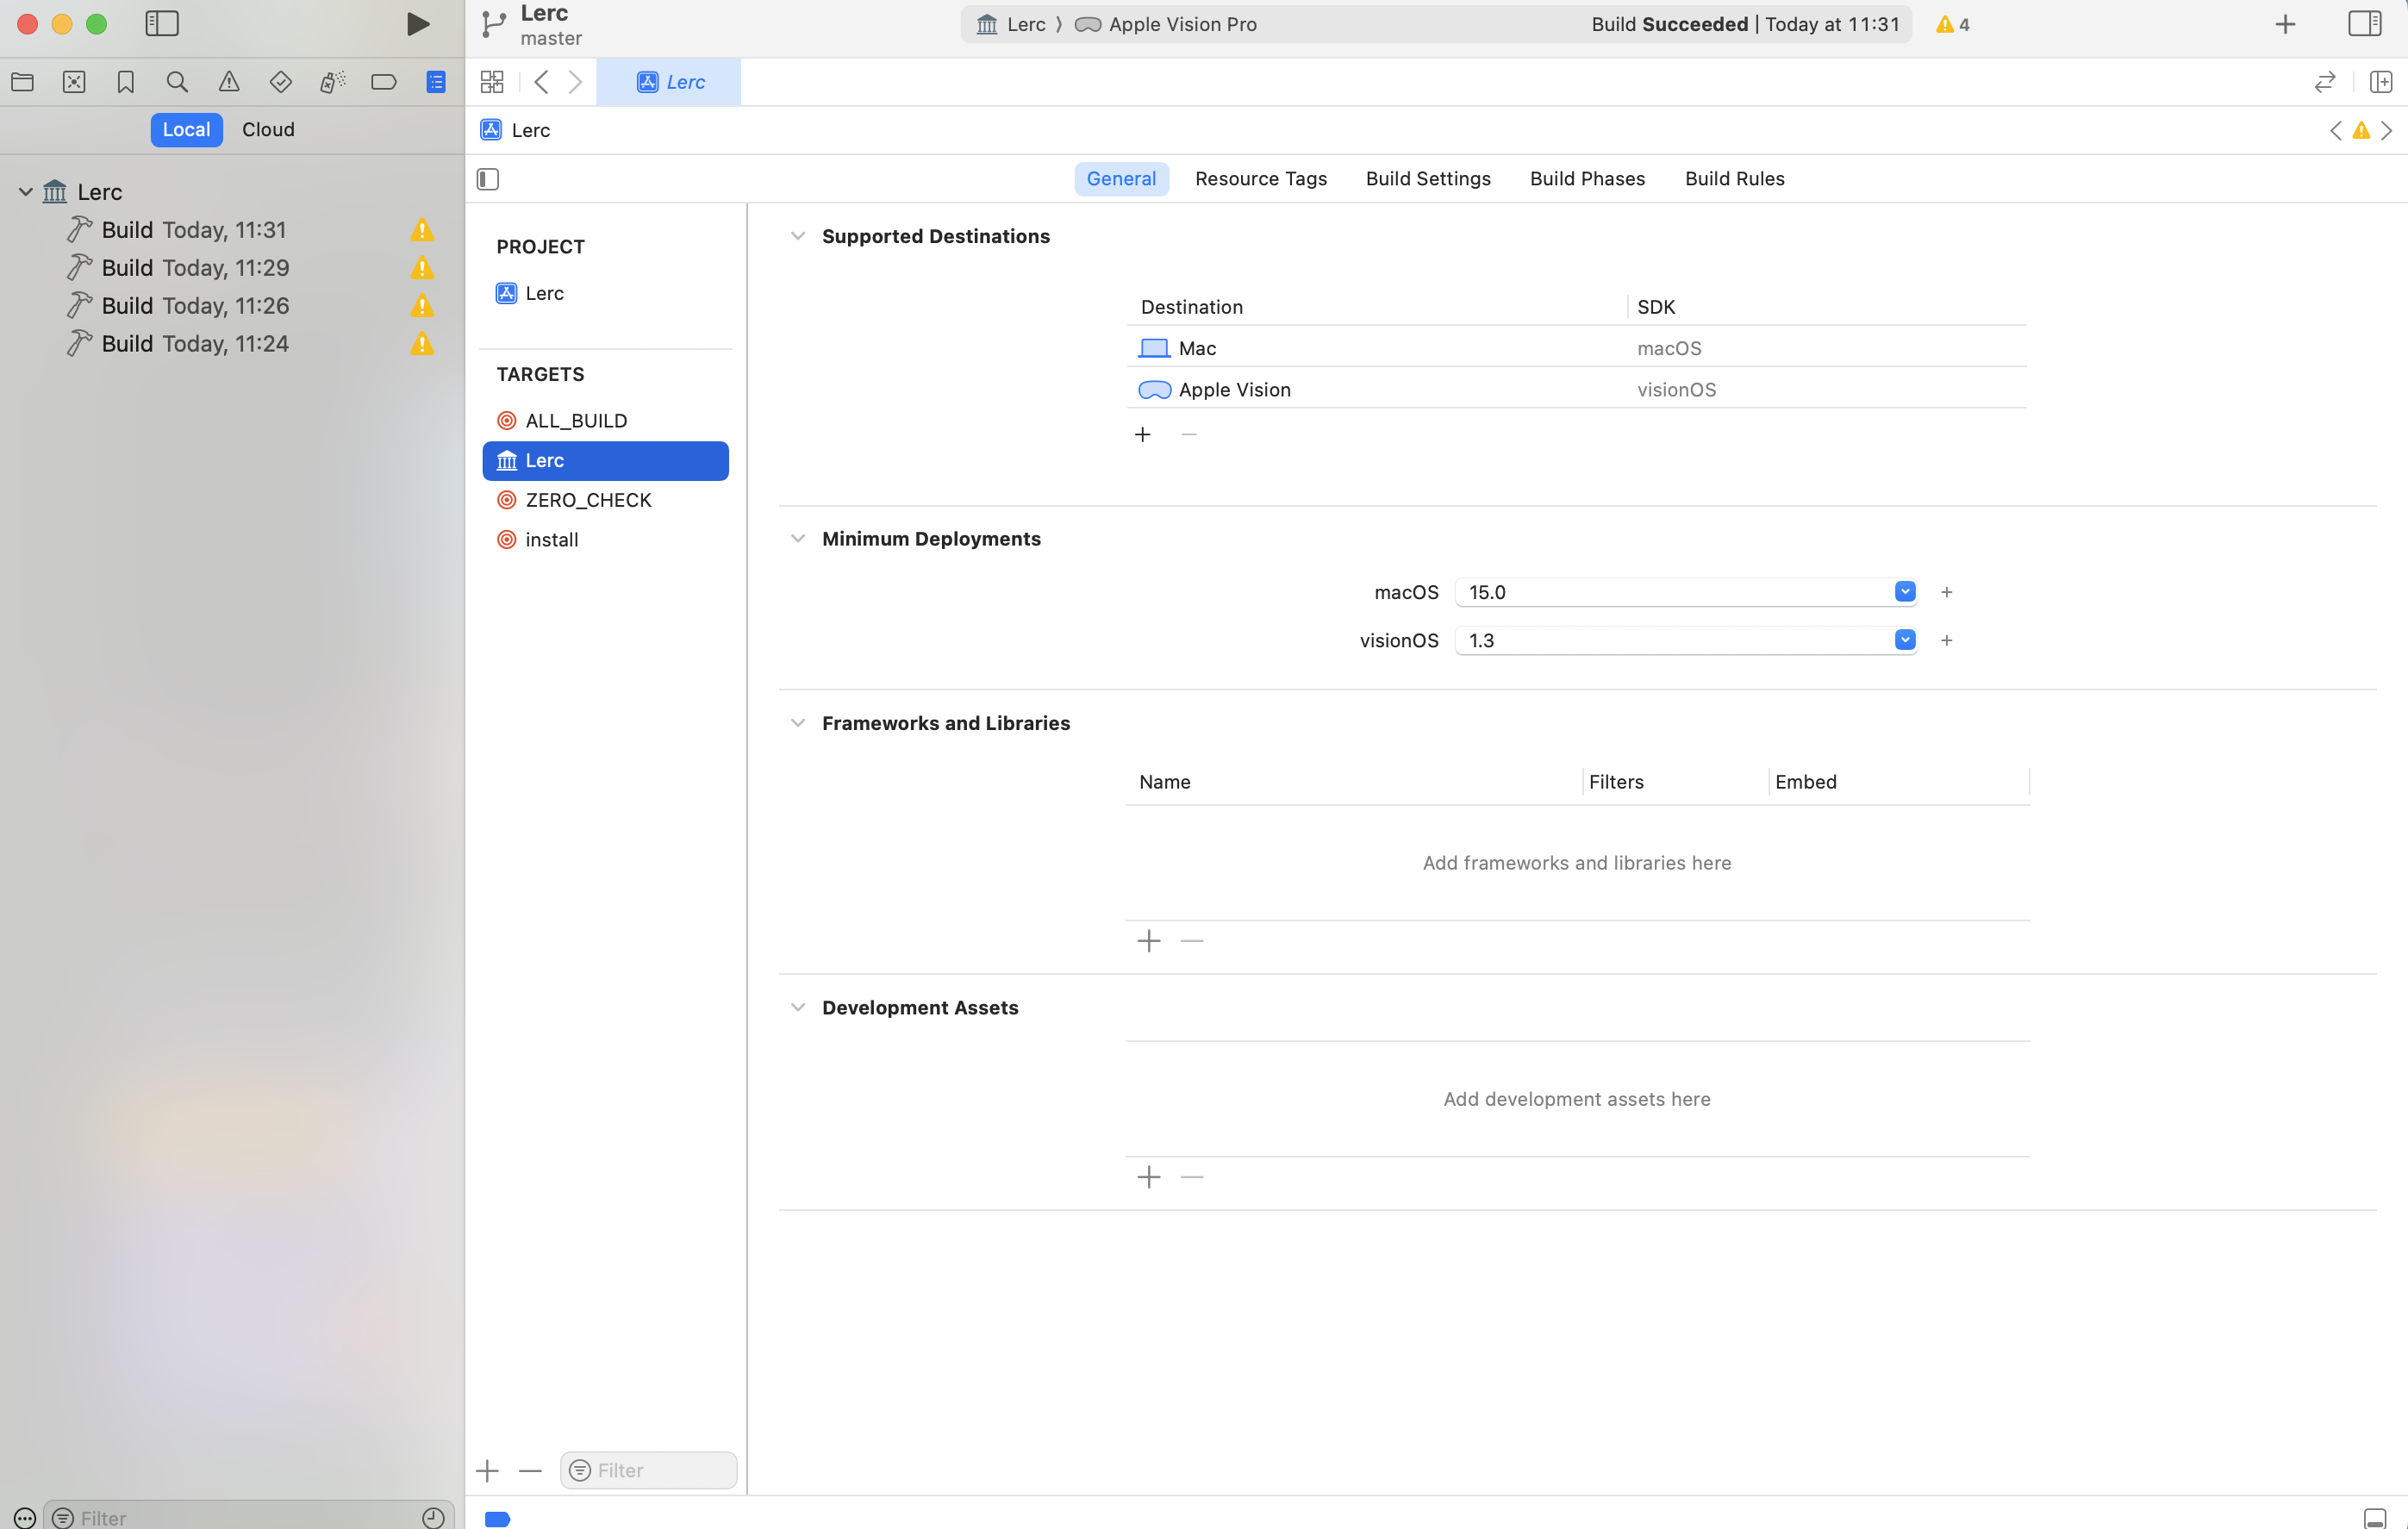 Lerc
master
Lerc
Apple Vision Pro
Build Succeeded | Today at 11:31
4
Lerc
Local
Cloud
Lerc
General
Resource Tags
Build Settings
Build Phases
Build Rules
Lerc
Build Today, 11:31
Build Today, 11:29
Build Today, 11:26
Build Today, 11:24
PROJECT
Lerc
TARGETS
ALL_BUILD
Lerc
ZERO_CHECK
install
Supported Destinations
Destination
SDK
Mac
macOS
Apple Vision
visionOS
Minimum Deployments
macOS
15.0
visionOS
1.3
Frameworks and Libraries
Name
Filters
Embed
Add frameworks and libraries here
Development Assets
Add development assets here
Filter
Filter